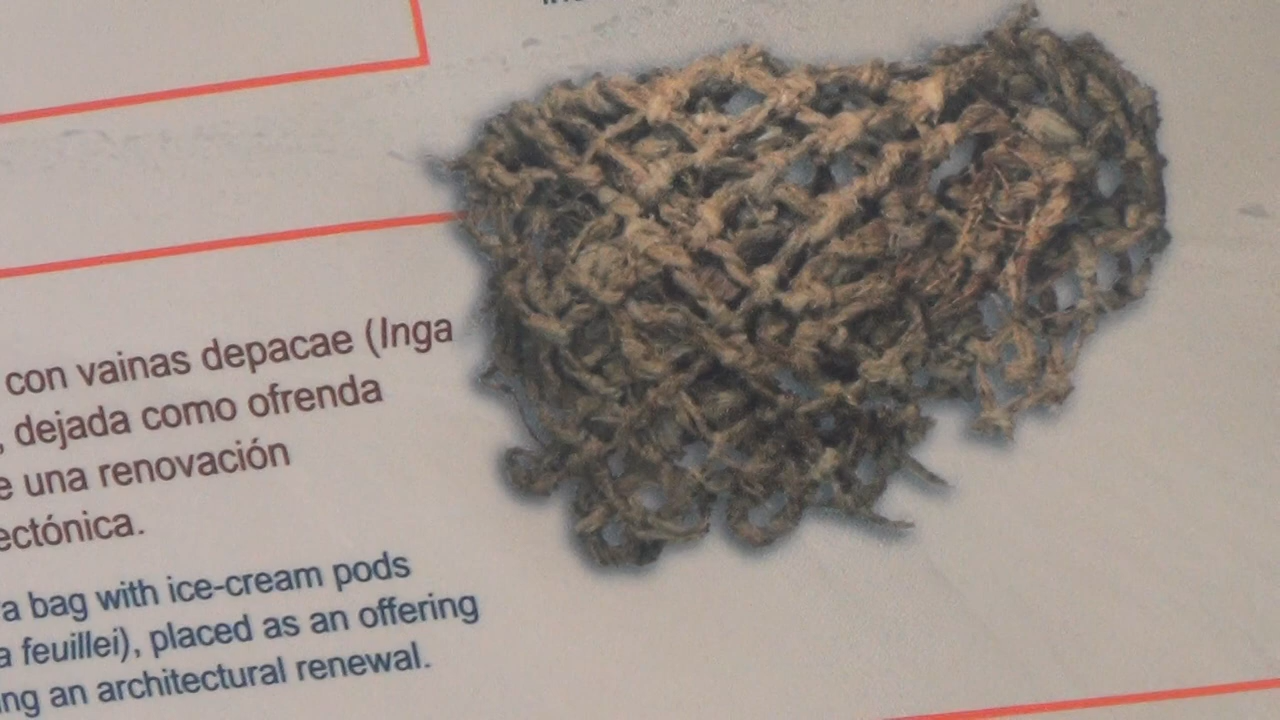 con vainas depacae (Inga
, dejada como ofrenda
e una renovación
ectónica.
a bag with ice-cream pods
a feuillei), placed as an offering
ng an architectural renewal.